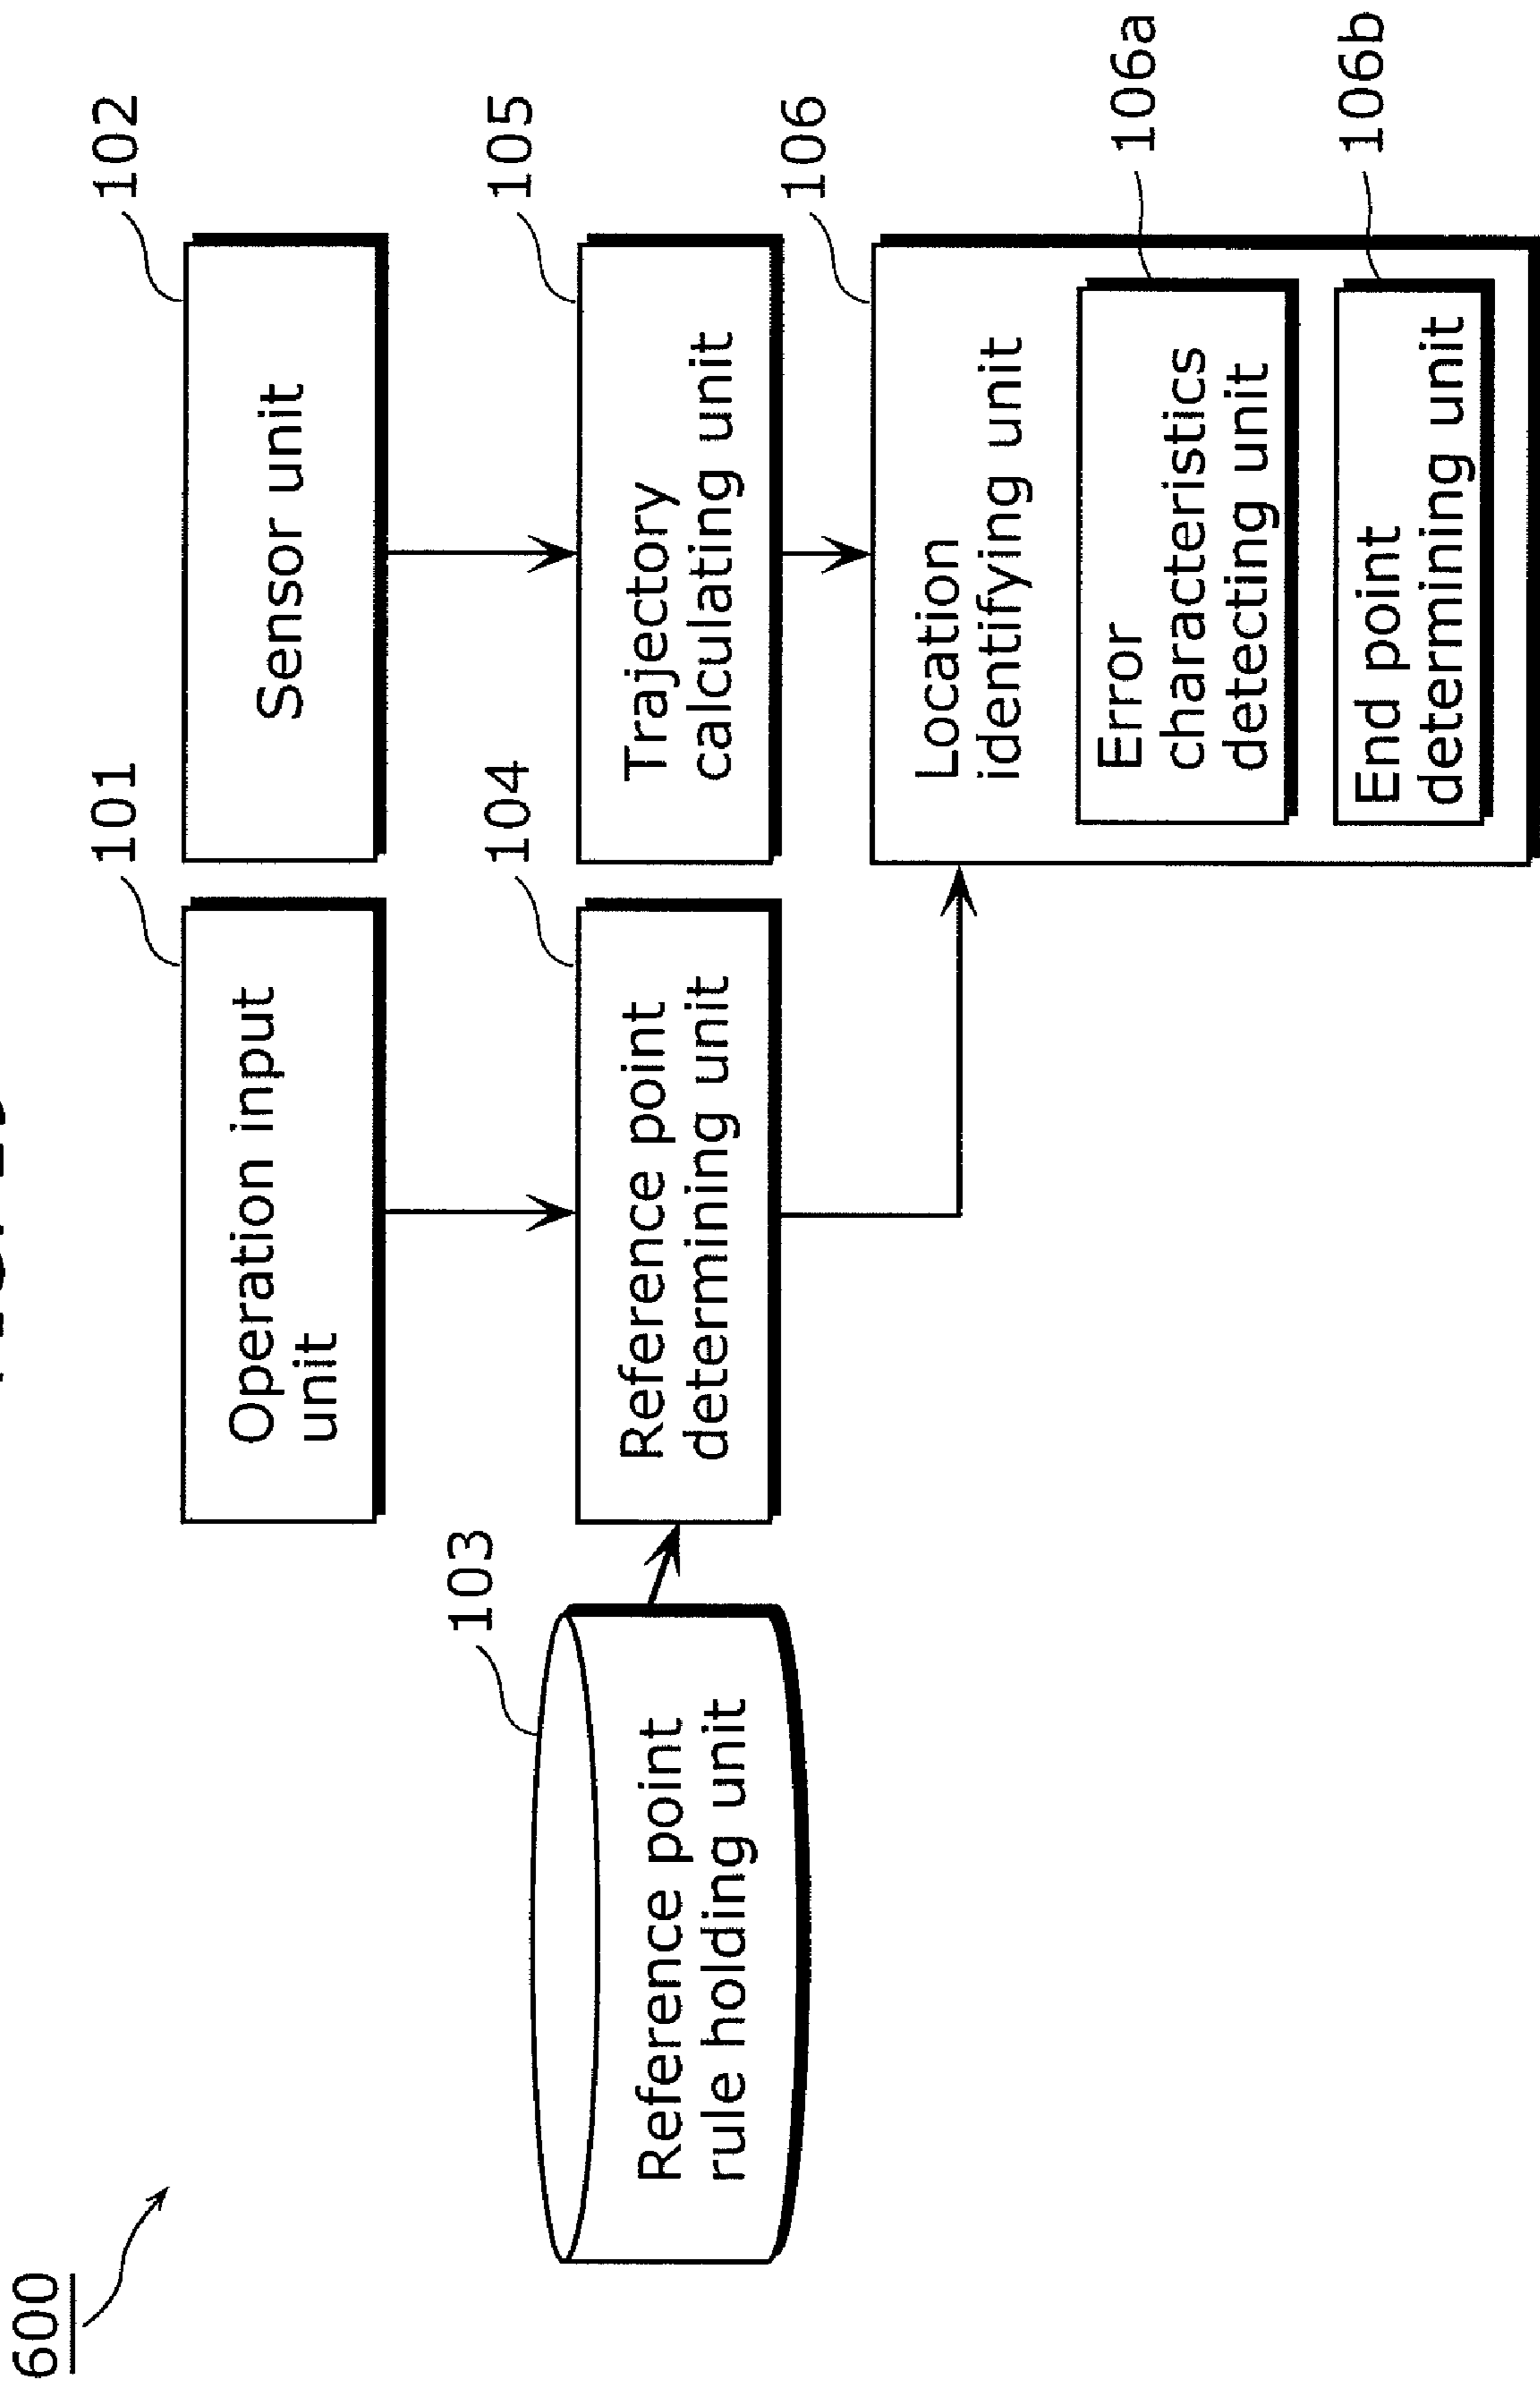 600
101
Operation input
unit
102
Sensor unit
103
Reference point
rule holding unit
104
Reference point
determining unit
105
Trajectory
calculating unit
106
Location
identifying unit
106a
Error
characteristics
detecting unit
106b
End point
determining unit